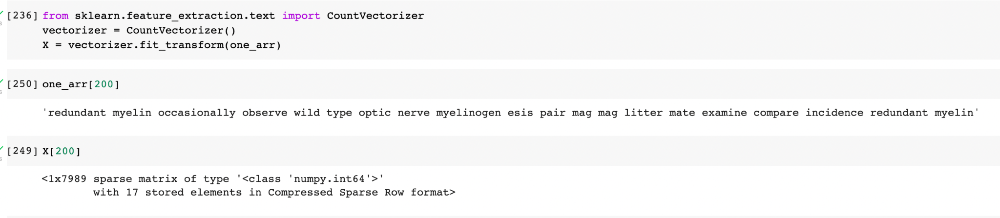 [236] from sklearn.feature_extraction.text import CountVectorizer
vectorizer = CountVectorizer()
X = vectorizer.fit_transform(one_arr)
[250] one_arr[200]
'redundant myelin occasionally observe wild type optic nerve myelinogen esis pair mag mag litter mate examine compare incidence redundant myelin'
[249] X[200]
<1x7989 sparse matrix of type '<class 'numpy.int64'>'
with 17 stored elements in Compressed Sparse Row format>